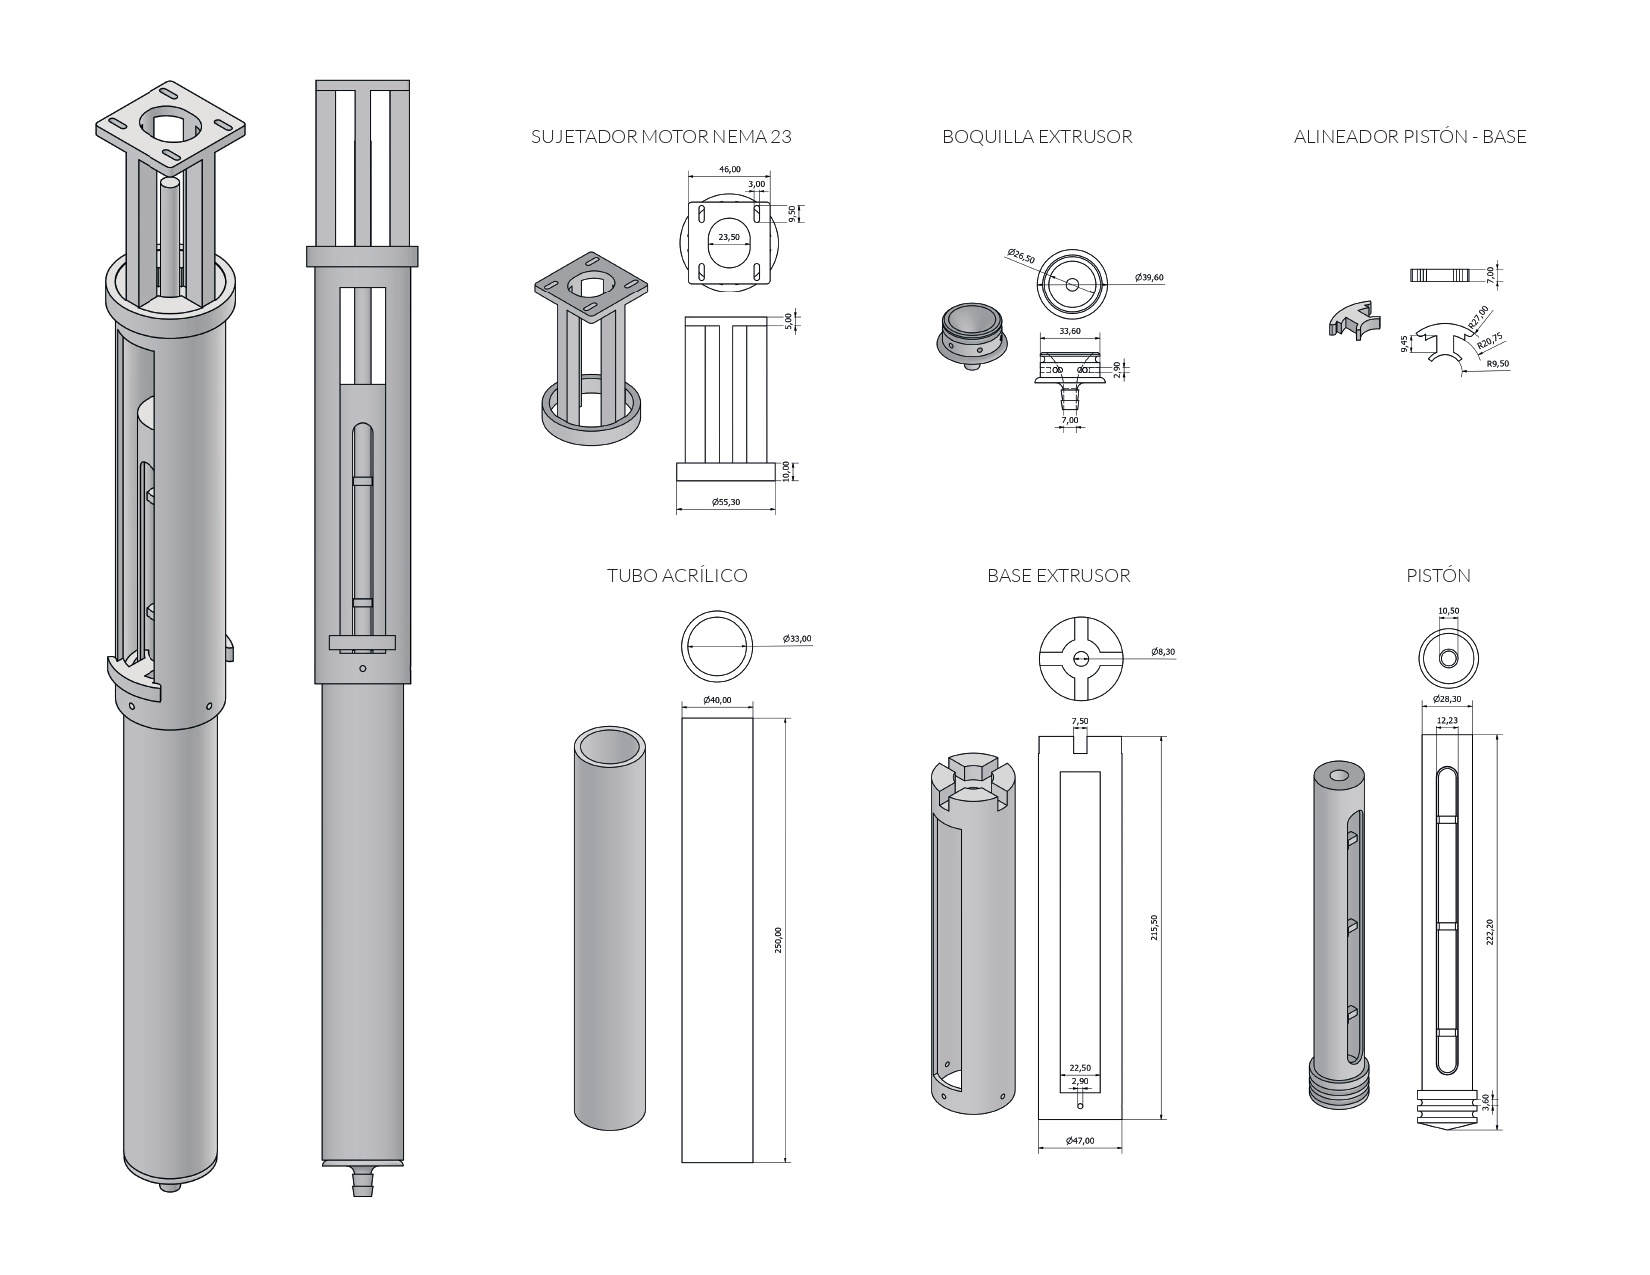 SUJETADOR MOTOR NEMA 23
46,00
3,00
9,50
23,50
5,00
10,00
Ø55,30
BOQUILLA EXTRUSOR
Ø26,50
Ø39,60
33,60
2,90
7,00
ALINEADOR PISTÓN - BASE
7,00
R27,00
9,45
R20,75
R9,50
TUBO ACRÍLICO
Ø33,00
Ø40,00
250,00
BASE EXTRUSOR
Ø8,30
7,50
215,50
22,50
2,90
Ø47,00
PISTÓN
10,50
Ø28,30
12,23
222,20
3,60